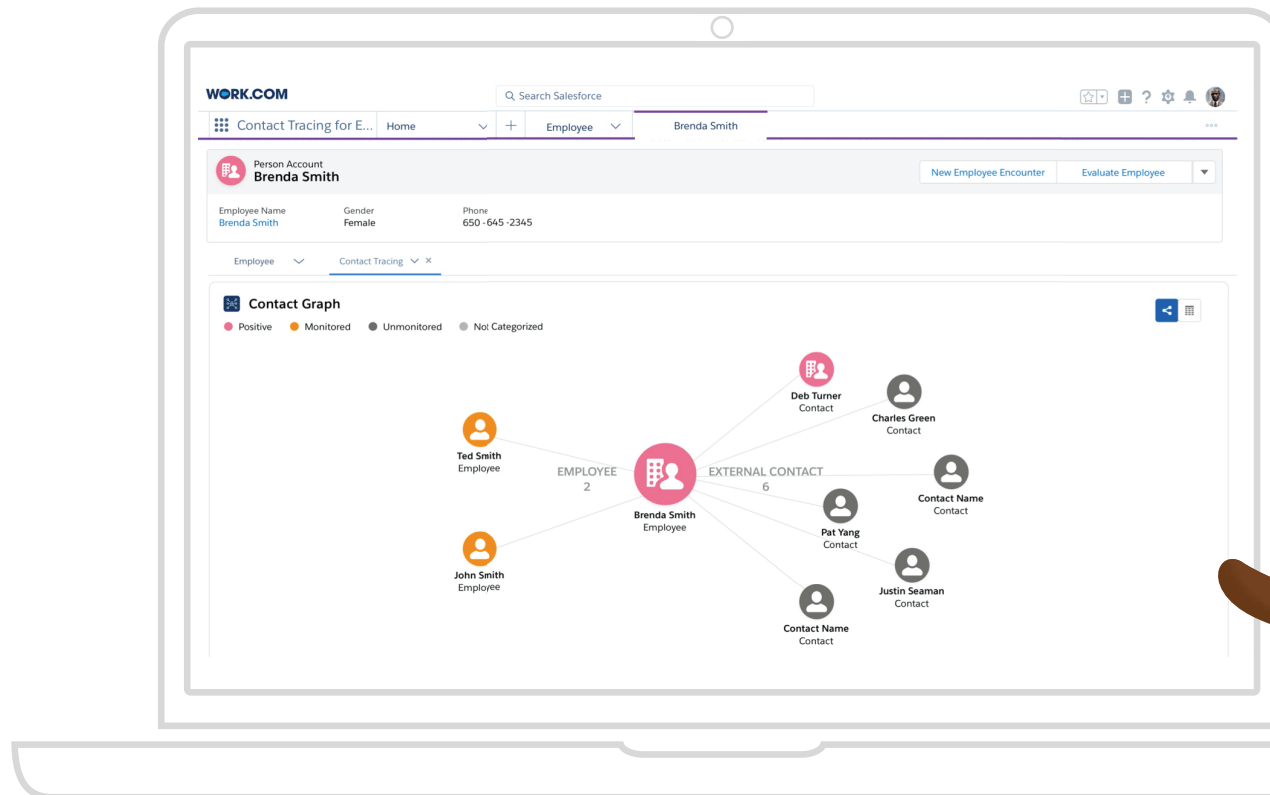 WORK.COM
Search Salesforce
Contact Tracing for E... Home Employee Brenda Smith
Person Account
Brenda Smith
New Employee Encounter Evaluate Employee
Employee Name Gender Phone
Brenda Smith Female 650-645-2345
Employee Contact Tracing
Contact Graph
Positive Monitored Unmonitored Not Categorized
Deb Turner
Contact
Charles Green
Contact
Ted Smith
Employee
EMPLOYEE
2
EXTERNAL CONTACT
6
Contact Name
Contact
Brenda Smith
Employee
Pat Yang
Contact
John Smith
Employee
Justin Seaman
Contact
Contact Name
Contact